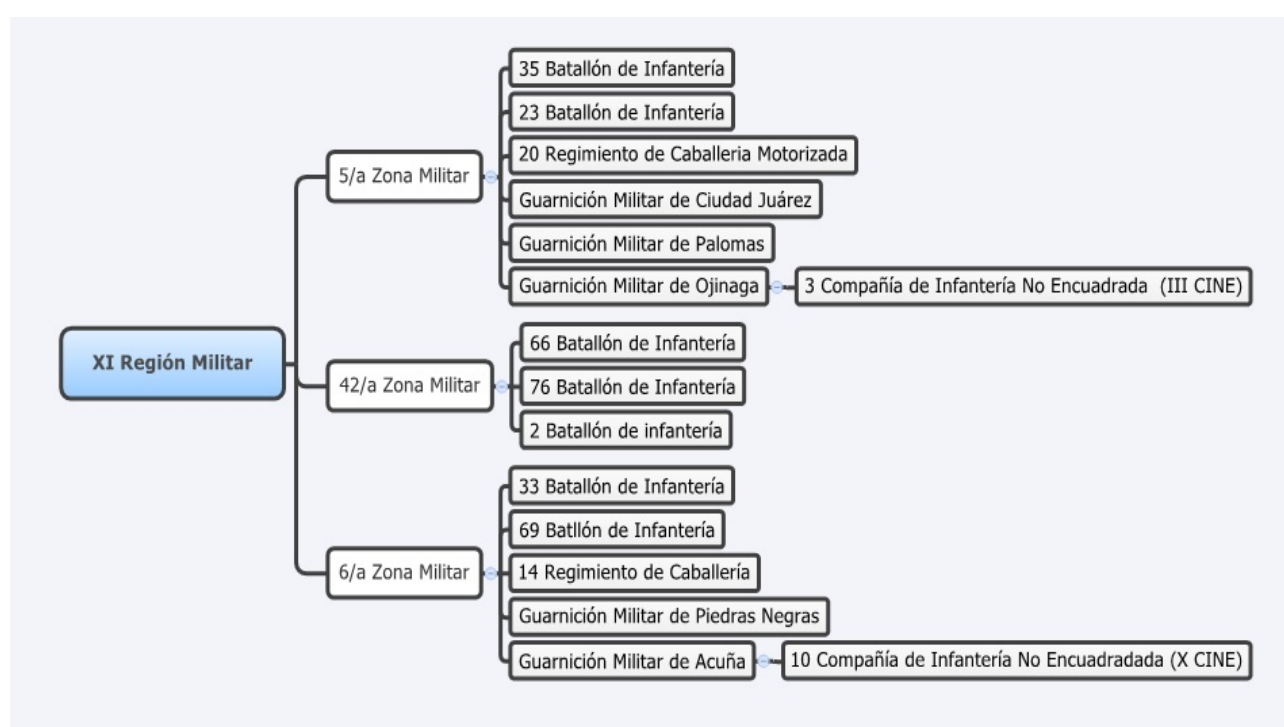 XI Región Militar
5/a Zona Militar
35 Batallón de Infantería
23 Batallón de Infantería
20 Regimiento de Caballeria Motorizada
Guarnición Militar de Ciudad Juárez
Guarnición Militar de Palomas
Guarnición Militar de Ojinaga
3 Compañía de Infantería No Encuadrada (III CINE)
42/a Zona Militar
66 Batallón de Infantería
76 Batallón de Infantería
2 Batallón de infantería
6/a Zona Militar
33 Batallón de Infantería
69 Batllón de Infantería
14 Regimiento de Caballería
Guarnición Militar de Piedras Negras
Guarnición Militar de Acuña
10 Compañía de Infantería No Encuadradada (X CINE)